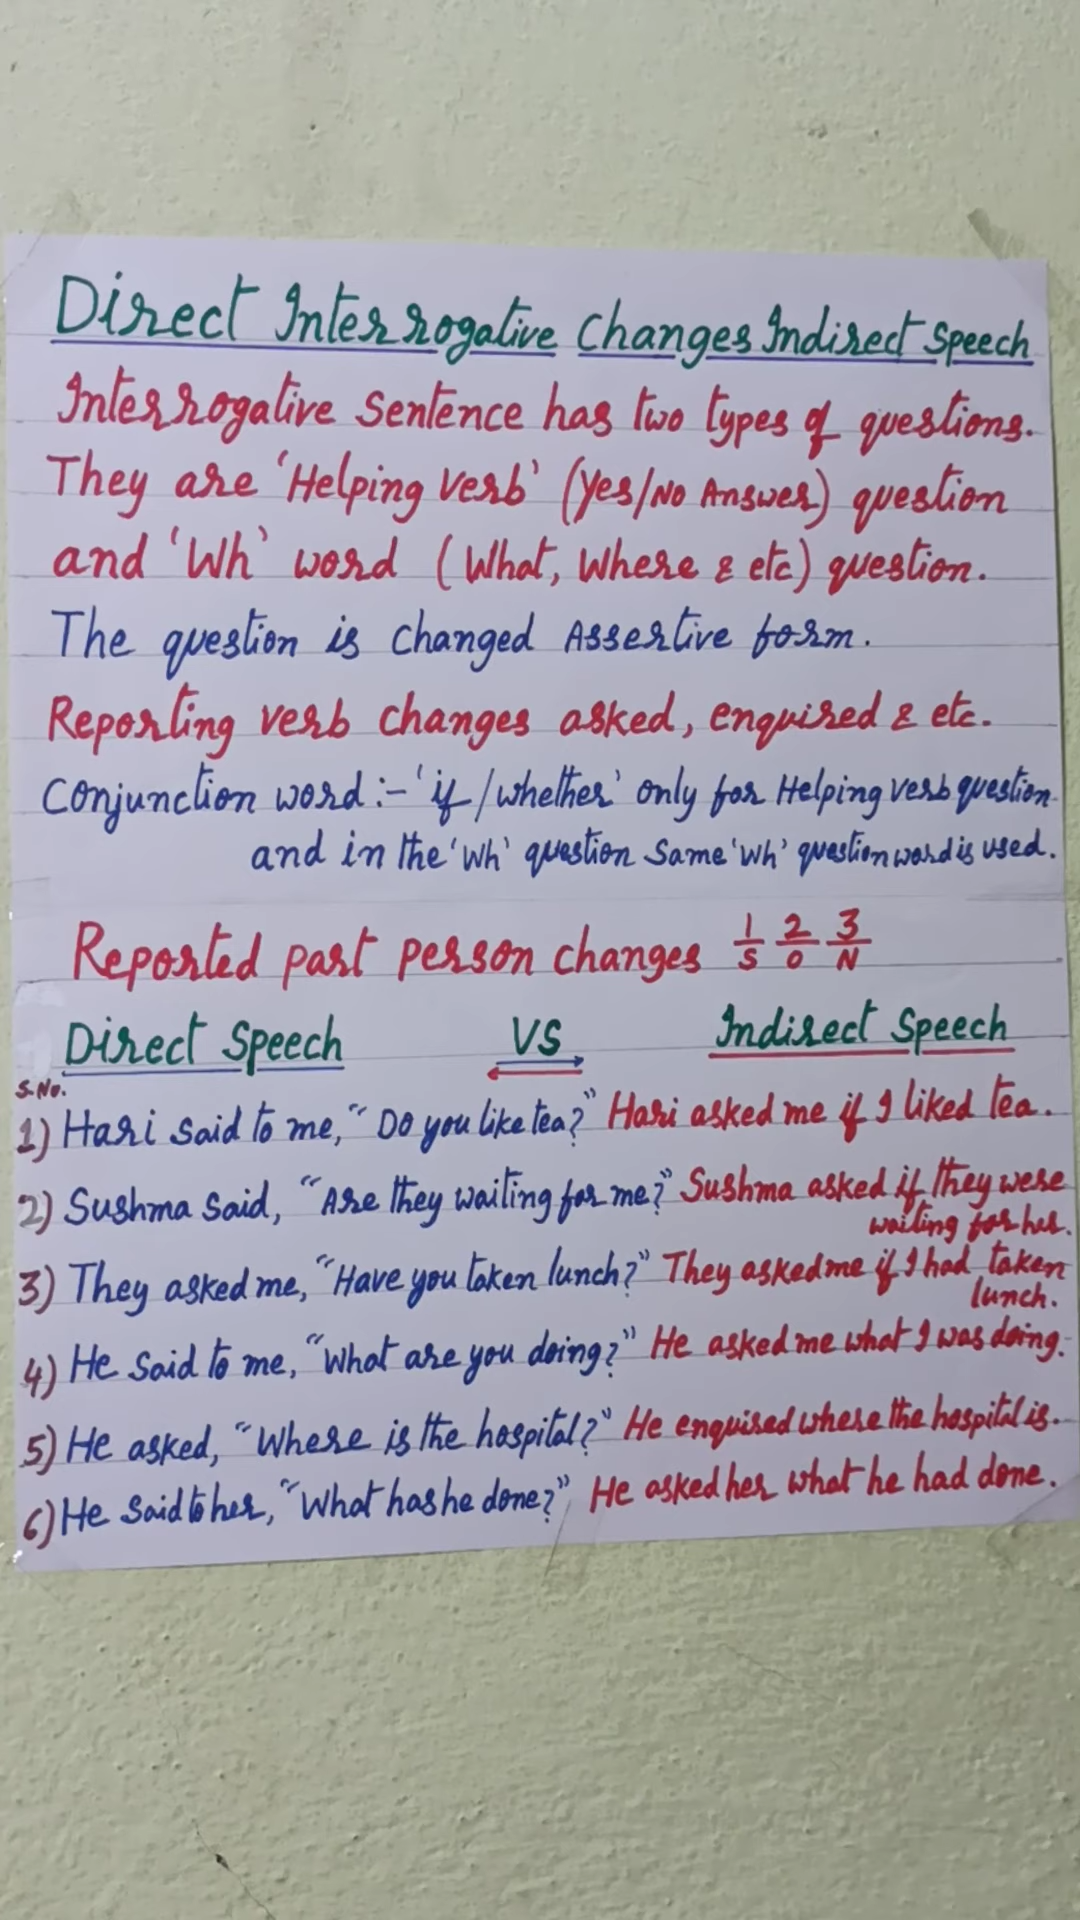 Direct Interrogative Changes Indirect Speech
Interrogative sentence has two types of questions.
They are 'Helping verb' (Yes/No Answer) question
and 'Wh' word (What, Where & etc) question.
The question is changed Assertive form.
Reporting verb changes asked, enquired & etc.
Conjunction word :- 'if/whether' only for Helping verb question
and in the 'Wh' question same 'Wh' question word is used.
Reported part person changes 1/S 2/O 3/N
Direct Speech VS Indirect Speech
S.No.
1) Hari said to me, "Do you like tea?" Hari asked me if I liked tea.
2) Sushma said, "Are they waiting for me?" Sushma asked if they were
waiting for her.
3) They asked me, "Have you taken lunch?" They asked me if I had taken
lunch.
4) He said to me, "What are you doing?" He asked me what I was doing.
5) He asked, "Where is the hospital?" He enquired where the hospital is.
6) He said to her, "What has he done?" He asked her what he had done.